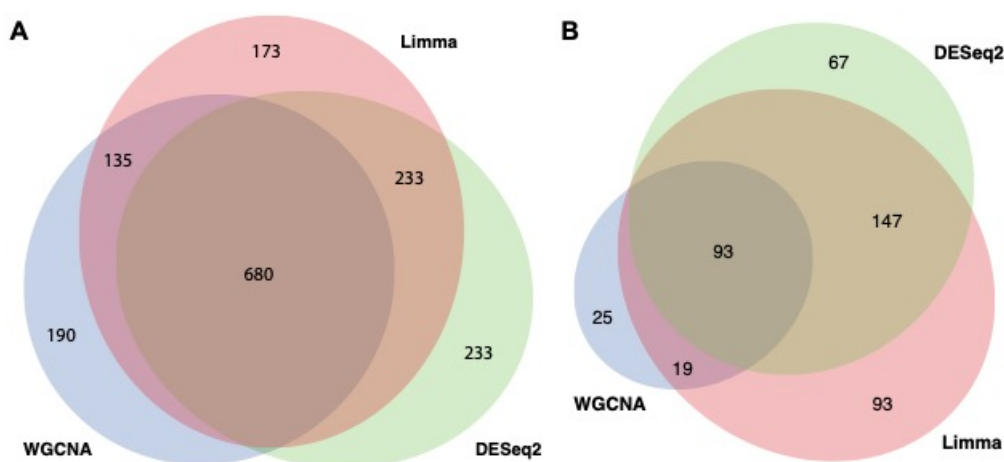 A
Limma
173
135
233
680
190
233
WGCNA
DESeq2
B
DESeq2
67
147
93
25
19
93
WGCNA
Limma